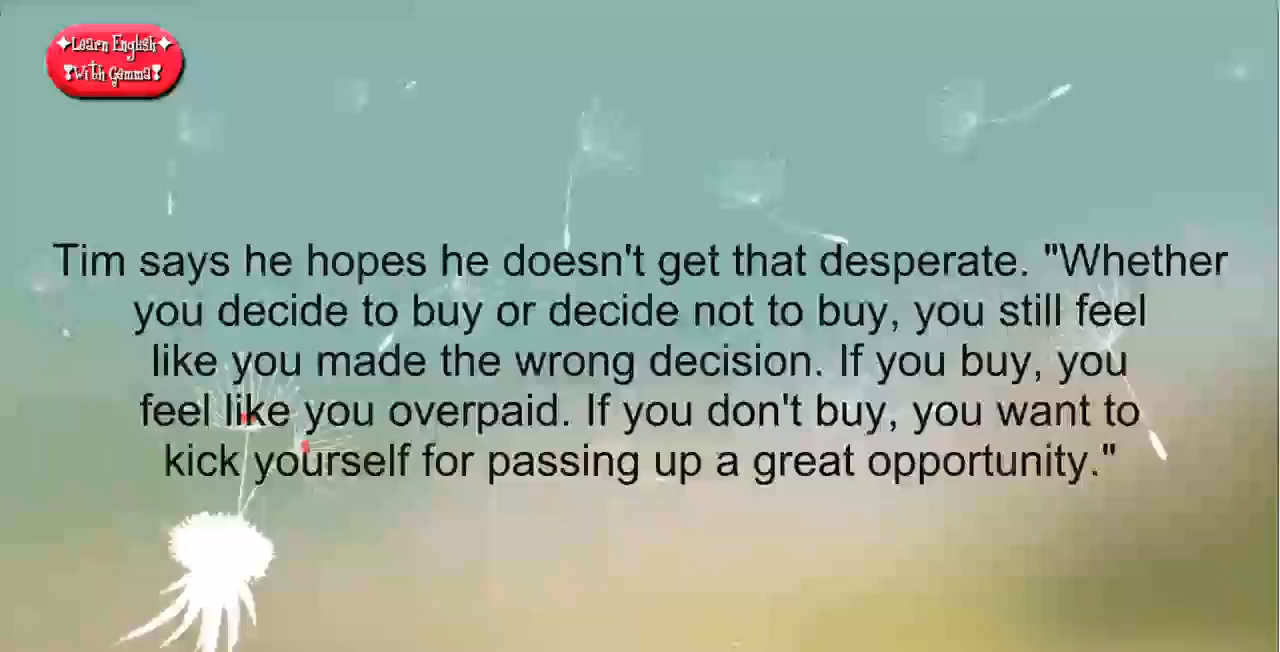 ✦Learn English✦
❣With Gamma❣
Tim says he hopes he doesn't get that desperate. "Whether
you decide to buy or decide not to buy, you still feel
like you made the wrong decision. If you buy, you
feel like you overpaid. If you don't buy, you want to
kick yourself for passing up a great opportunity."